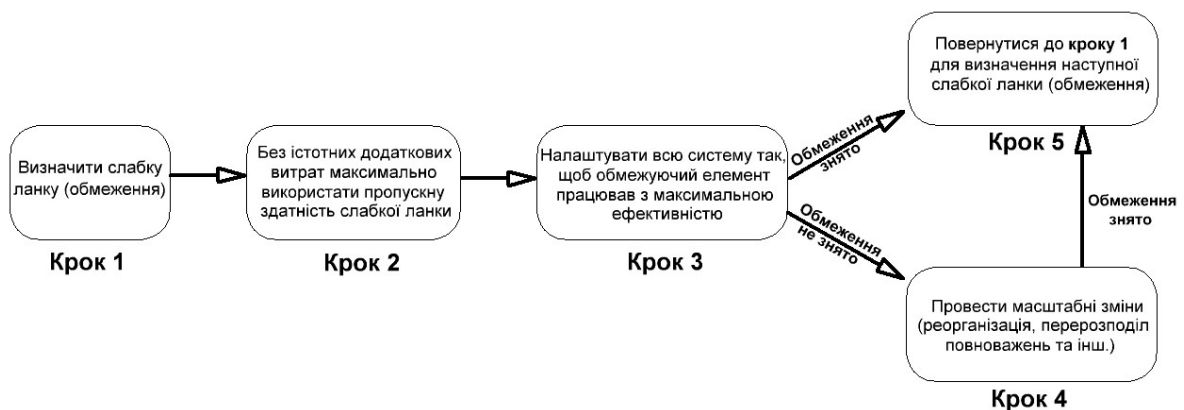 Визначити слабку
ланку (обмеження)
Крок 1
Без істотних додаткових
витрат максимально
використати пропускну
здатність слабкої ланки
Крок 2
Налаштувати всю систему так,
щоб обмежуючий елемент
працював з максимальною
ефективністю
Крок 3
Обмеження
знято
Обмеження
не знято
Провести масштабні зміни
(реорганізація, перерозподіл
повноважень та інш.)
Крок 4
Обмеження
знято
Повернутися до кроку 1
для визначення наступної
слабкої ланки (обмеження)
Крок 5